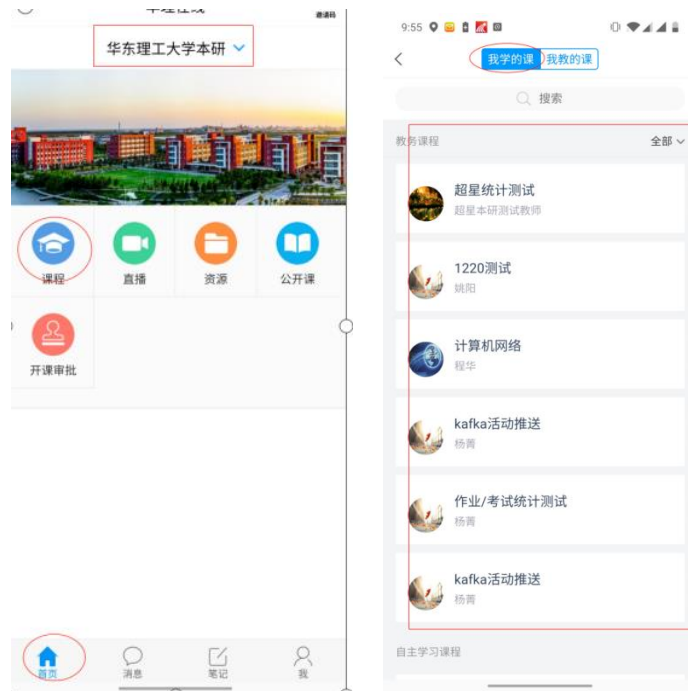 邀请码
华东理工大学本研
课程
直播
资源
公开课
开课审批
首页
消息
笔记
我
9:55
我学的课
我教的课
搜索
教务课程
全部
超星统计测试
超星本研测试教师
1220测试
姚阳
计算机网络
程华
kafka活动推送
杨菁
作业/考试统计测试
杨菁
kafka活动推送
杨菁
自主学习课程